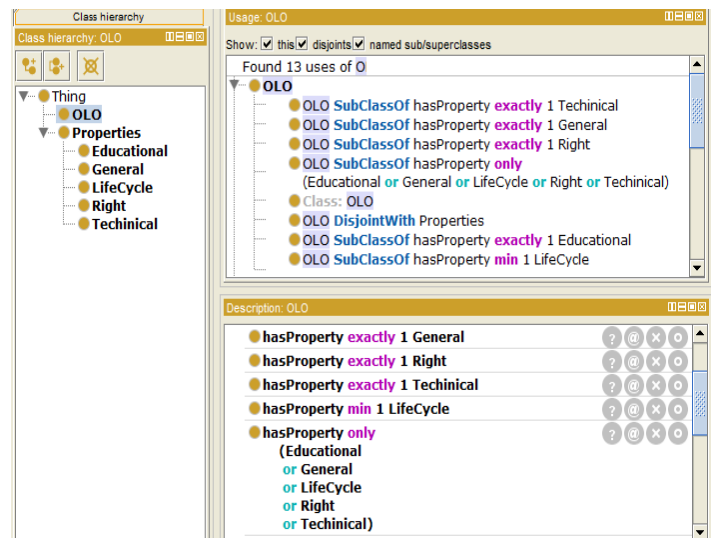 Class hierarchy
Class hierarchy: OLO
Thing
OLO
Properties
Educational
General
LifeCycle
Right
Techinical
Usage: OLO
Show: this disjoints named sub/superclasses
Found 13 uses of O
OLO
OLO SubClassOf hasProperty exactly 1 Techinical
OLO SubClassOf hasProperty exactly 1 General
OLO SubClassOf hasProperty exactly 1 Right
OLO SubClassOf hasProperty only
(Educational or General or LifeCycle or Right or Techinical)
Class: OLO
OLO DisjointWith Properties
OLO SubClassOf hasProperty exactly 1 Educational
OLO SubClassOf hasProperty min 1 LifeCycle
Description: OLO
hasProperty exactly 1 General
? @ X O
hasProperty exactly 1 Right
? @ X O
hasProperty exactly 1 Techinical
? @ X O
hasProperty min 1 LifeCycle
? @ X O
hasProperty only
? @ X O
(Educational
or General
or LifeCycle
or Right
or Techinical)